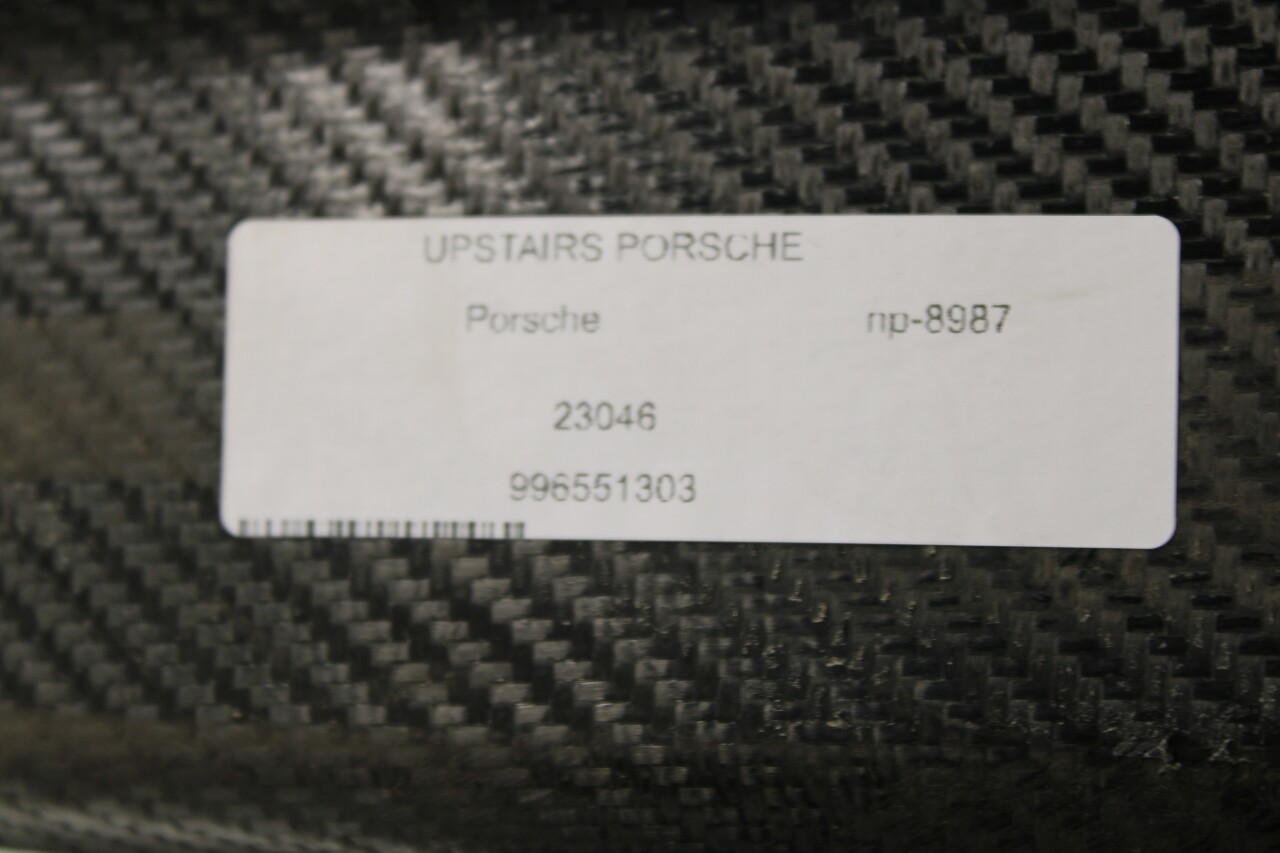 UPSTAIRS PORSCHE
Porsche np-8987
23046
996551303